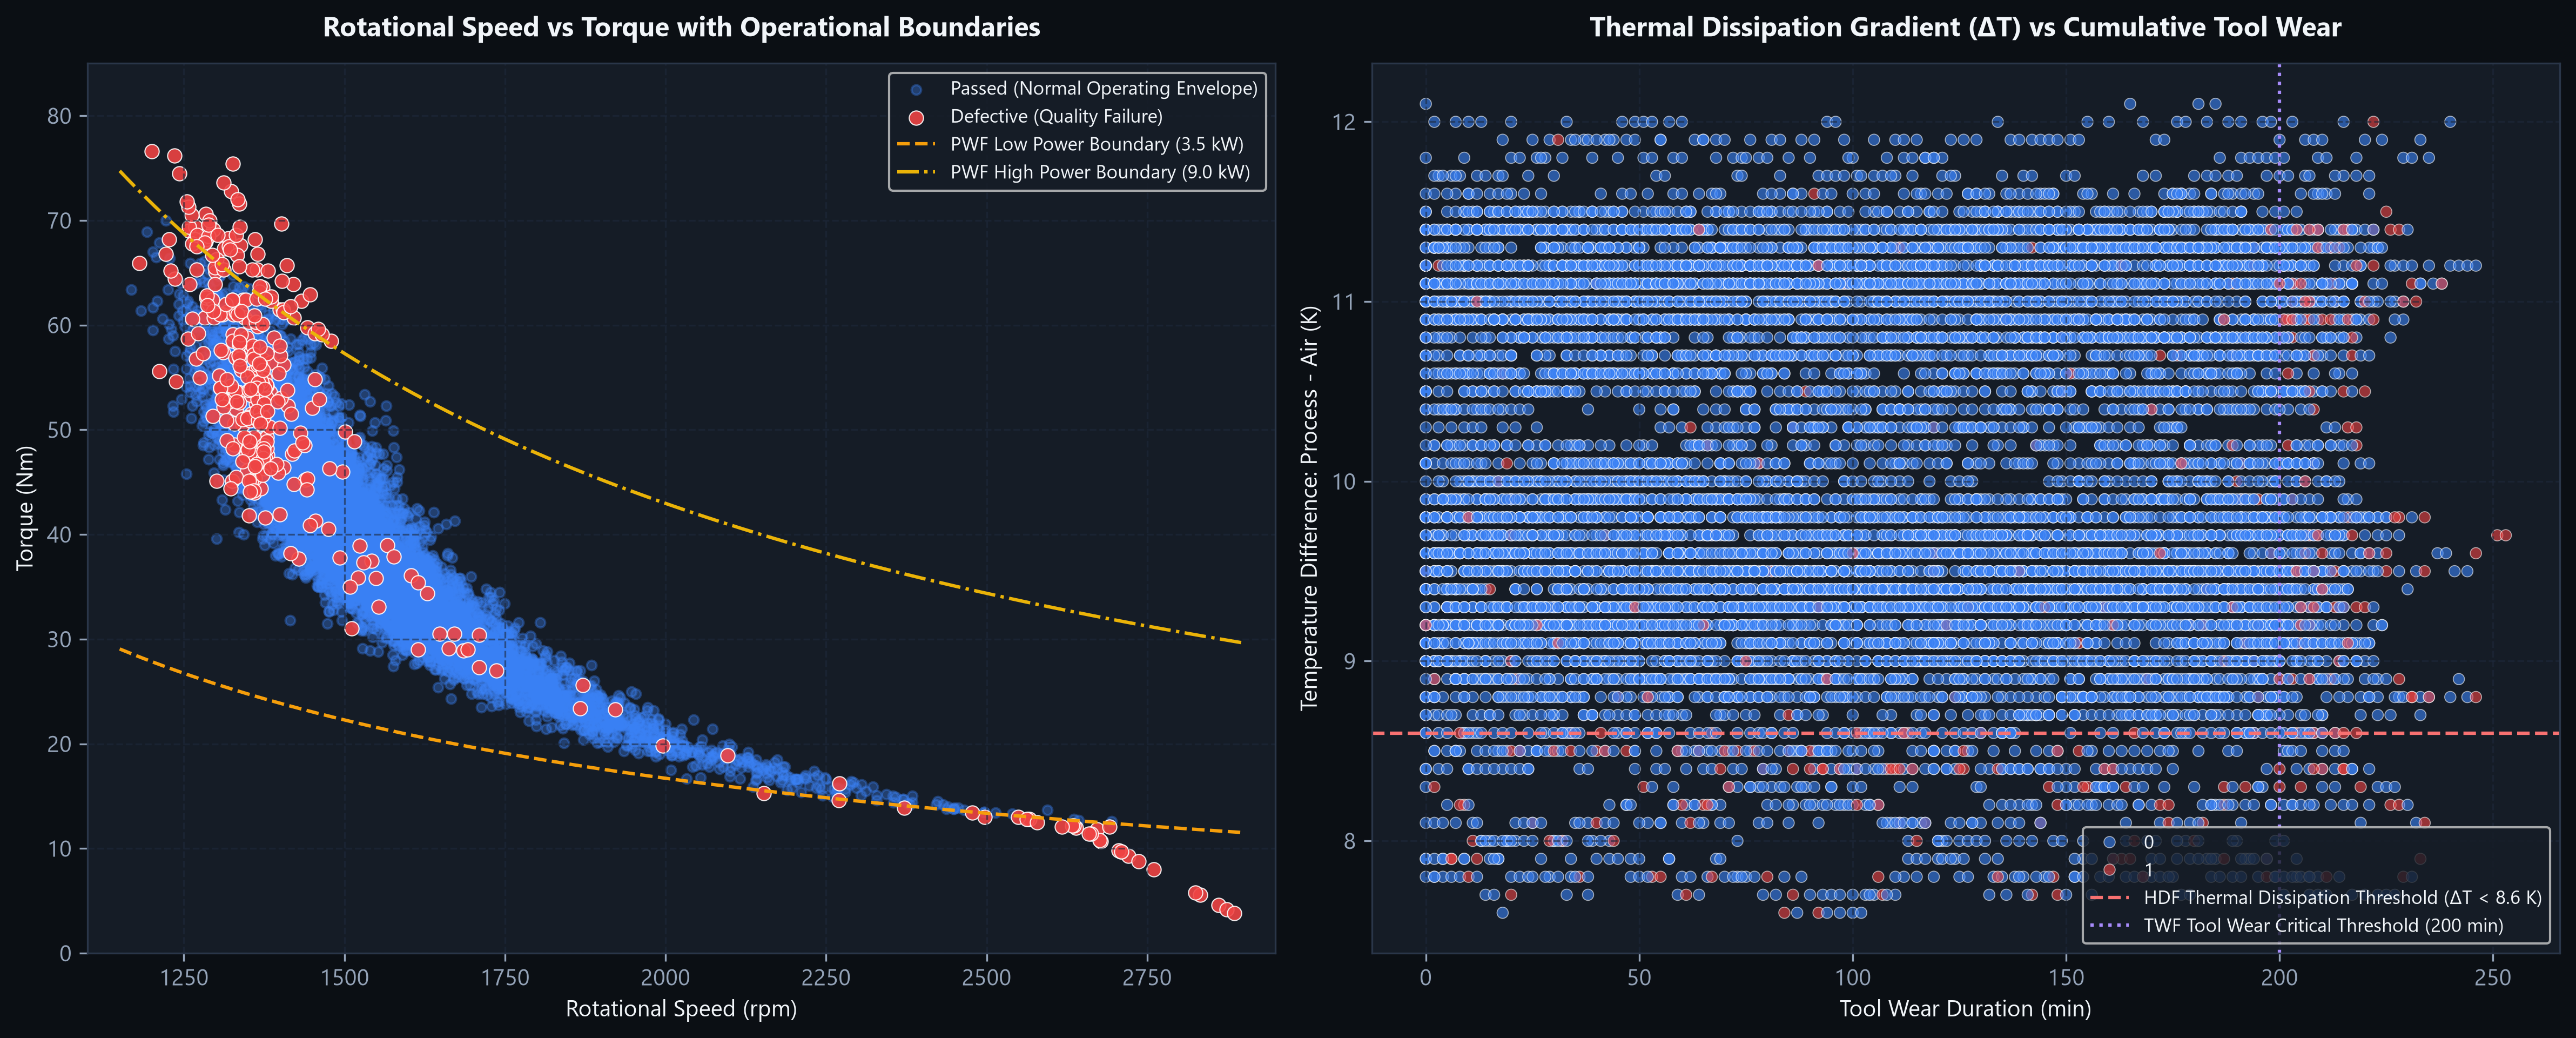 Rotational Speed vs Torque with Operational Boundaries
Passed (Normal Operating Envelope)
Defective (Quality Failure)
PWF Low Power Boundary (3.5 kW)
PWF High Power Boundary (9.0 kW)
80
70
60
50
40
30
20
10
0
Torque (Nm)
1250 1500 1750 2000 2250 2500 2750
Rotational Speed (rpm)
Thermal Dissipation Gradient (ΔT) vs Cumulative Tool Wear
12
11
10
9
8
Temperature Difference: Process - Air (K)
0
1
HDF Thermal Dissipation Threshold (ΔT < 8.6 K)
TWF Tool Wear Critical Threshold (200 min)
0 50 100 150 200 250
Tool Wear Duration (min)